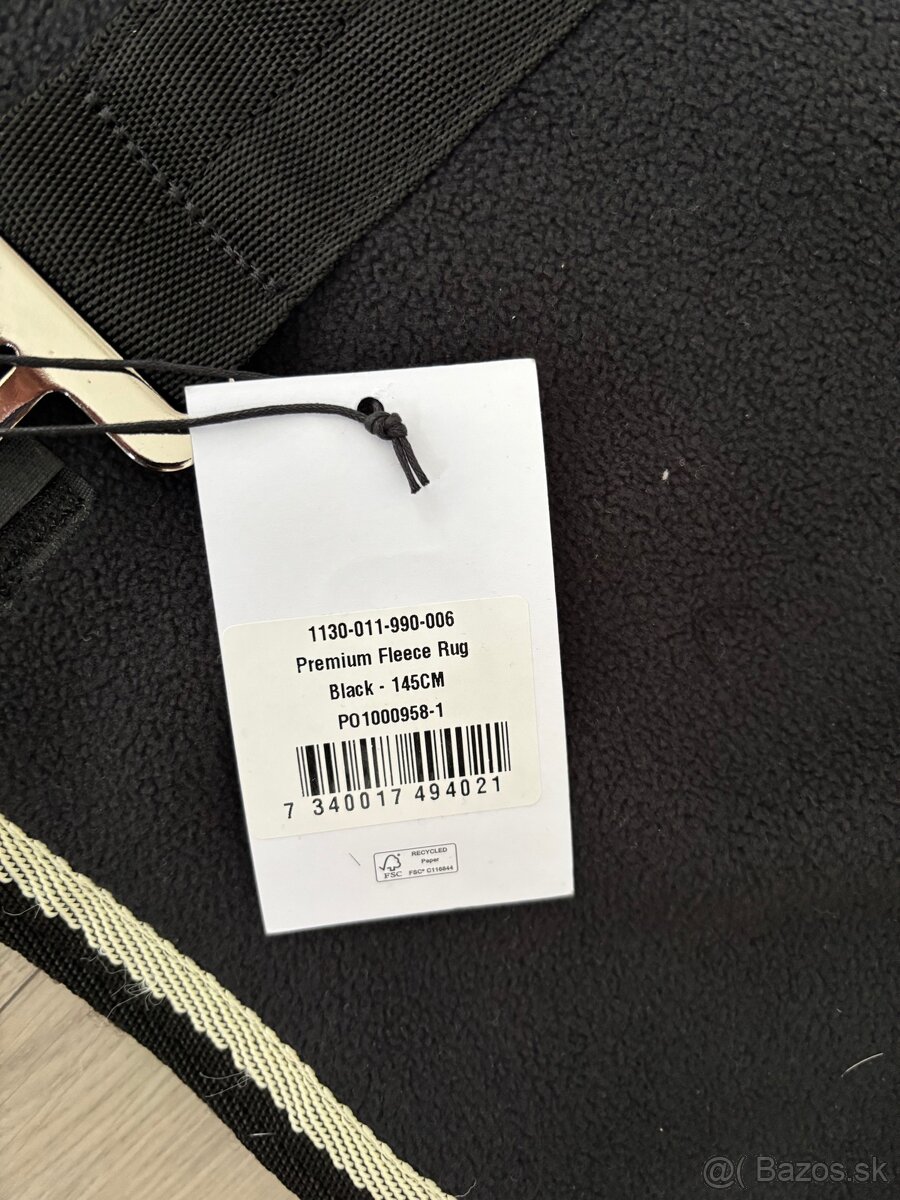 1130-011-990-006
Premium Fleece Rug
Black - 145CM
PO1000958-1
7 340017 494021
RECYCLED
Paper
FSC FSC® C116844
@( Bazos.sk